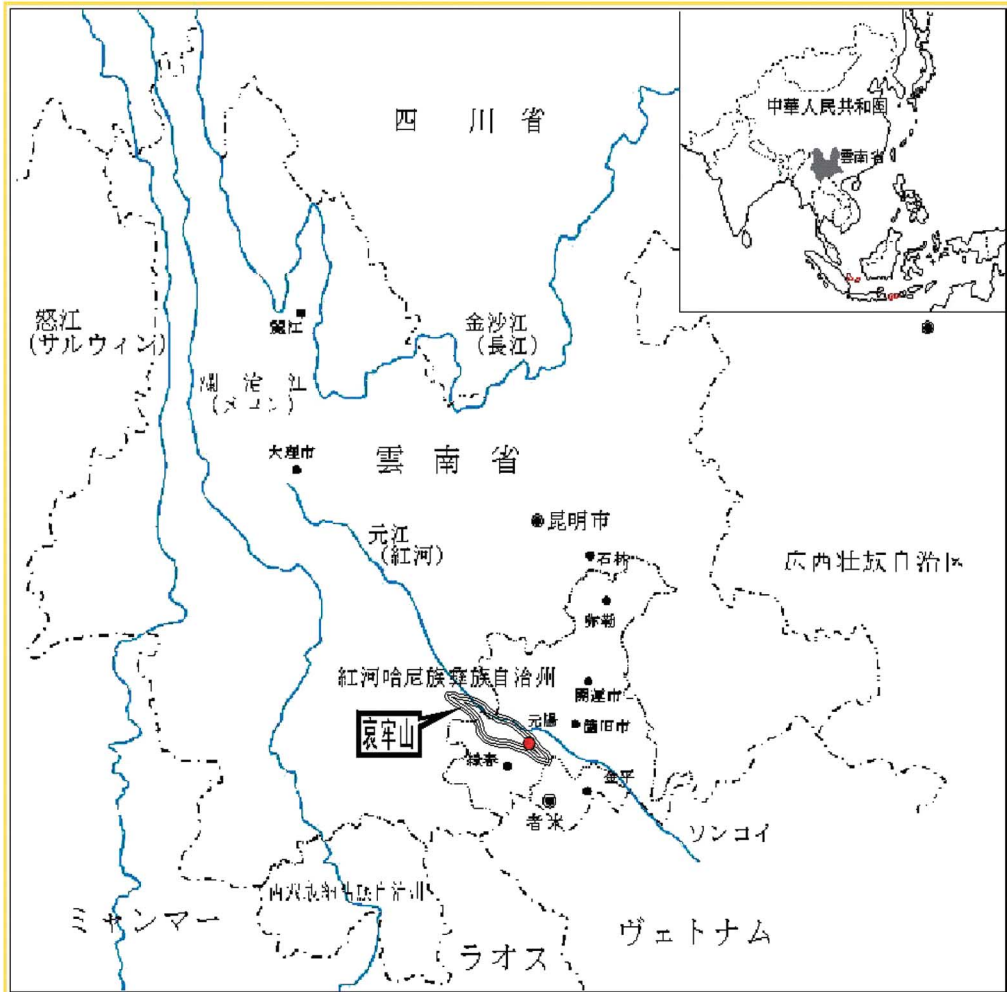 四川省
中華人民共和国
雲南省
怒江
(サルウィン)
麗江
金沙江
(長江)
瀾滄江
(メコン)
大理市
雲南省
元江
(紅河)
昆明市
石林
弥勒
広西壮族自治区
紅河哈尼族彝族自治州
開遠市
哀牢山
元陽
箇旧市
緑春
金平
者米
ソンコイ
ミャンマー
ラオス
ヴェトナム